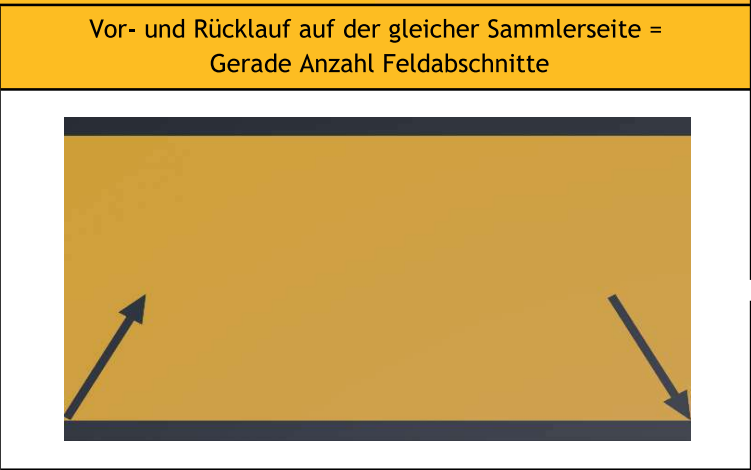 Vor- und Rücklauf auf der gleicher Sammlerseite =
Gerade Anzahl Feldabschnitte